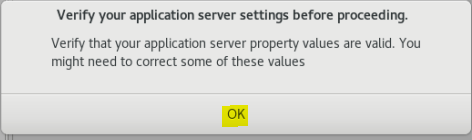 Verify your application server settings before proceeding.
Verify that your application server property values are valid. You
might need to correct some of these values
OK